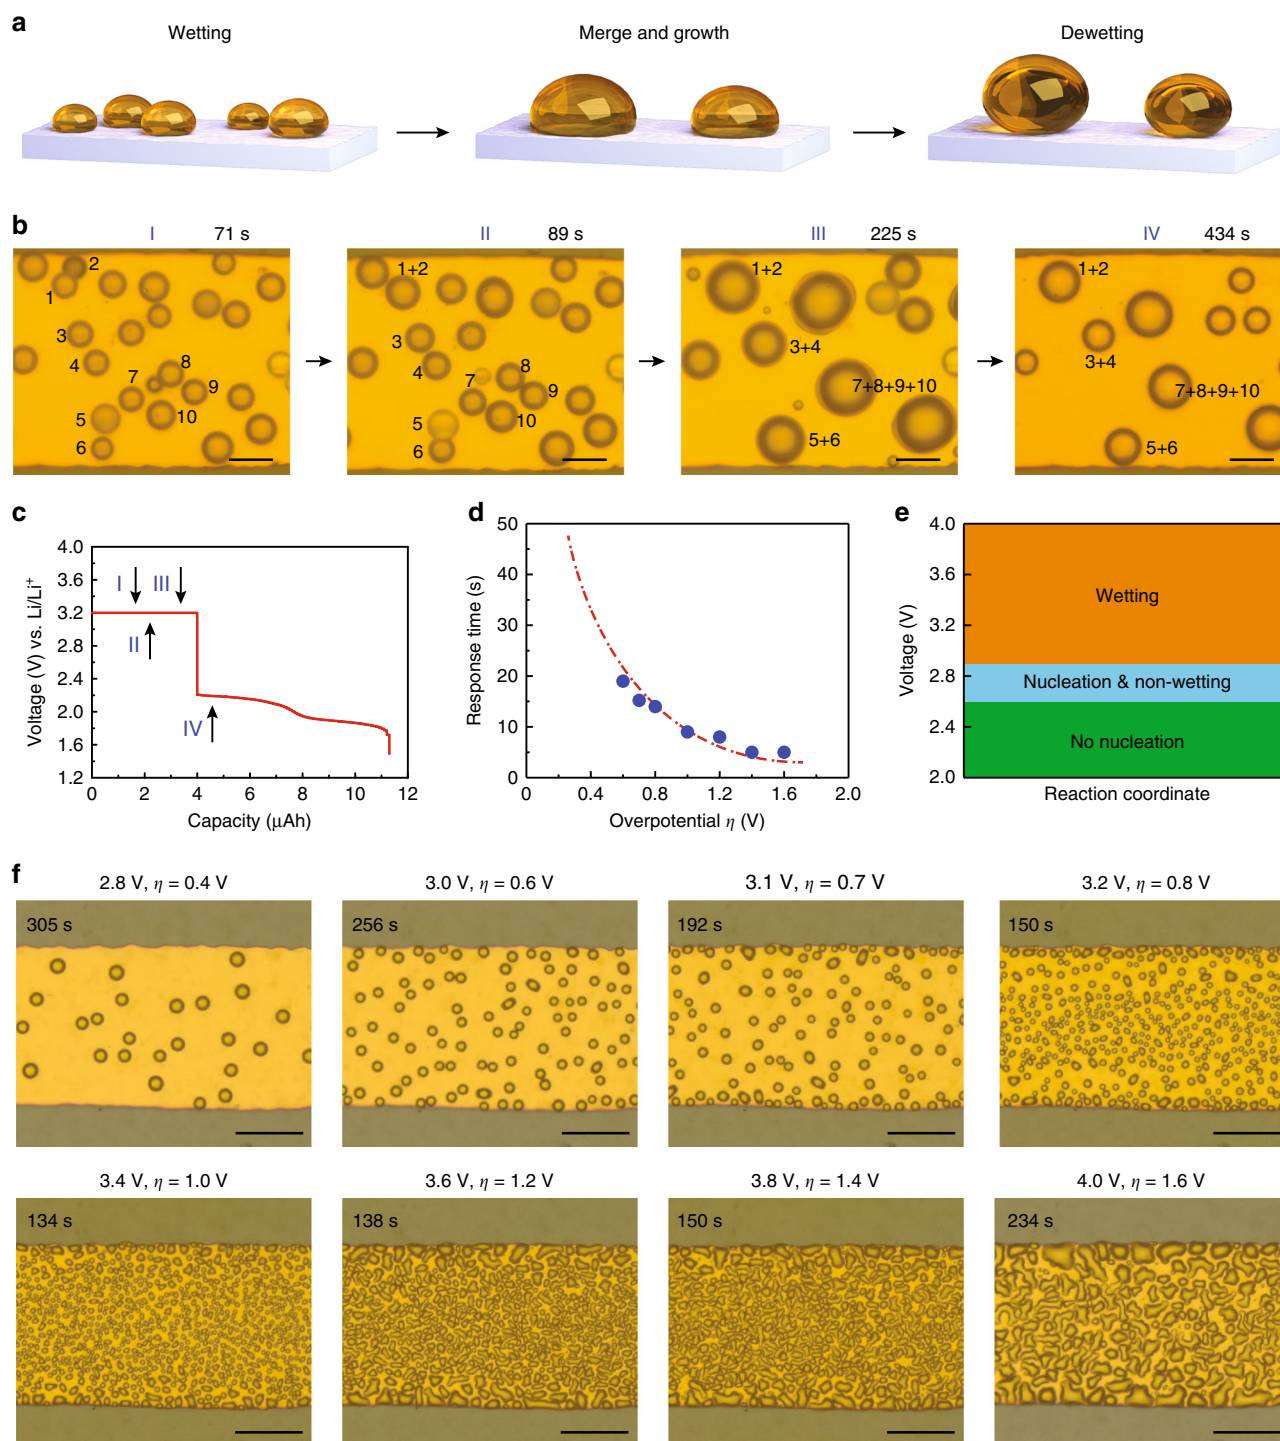 a
Wetting
Merge and growth
Dewetting
b
I 71 s
II 89 s
III 225 s
IV 434 s
2
1
3
4
7
8
9
5
10
6
1+2
3
4
7
8
9
5
10
6
1+2
3+4
7+8+9+10
5+6
1+2
3+4
7+8+9+10
5+6
c
Voltage (V) vs. Li/Li⁺
4.0
3.6
3.2
2.8
2.4
2.0
1.6
1.2
I
III
II
IV
0 2 4 6 8 10 12
Capacity (μAh)
d
Response time (s)
50
40
30
20
10
0
0 0.4 0.8 1.2 1.6 2.0
Overpotential η (V)
e
Voltage (V)
4.0
3.6
3.2
2.8
2.4
2.0
Wetting
Nucleation & non-wetting
No nucleation
Reaction coordinate
f
2.8 V, η = 0.4 V
3.0 V, η = 0.6 V
3.1 V, η = 0.7 V
3.2 V, η = 0.8 V
305 s
256 s
192 s
150 s
3.4 V, η = 1.0 V
3.6 V, η = 1.2 V
3.8 V, η = 1.4 V
4.0 V, η = 1.6 V
134 s
138 s
150 s
234 s